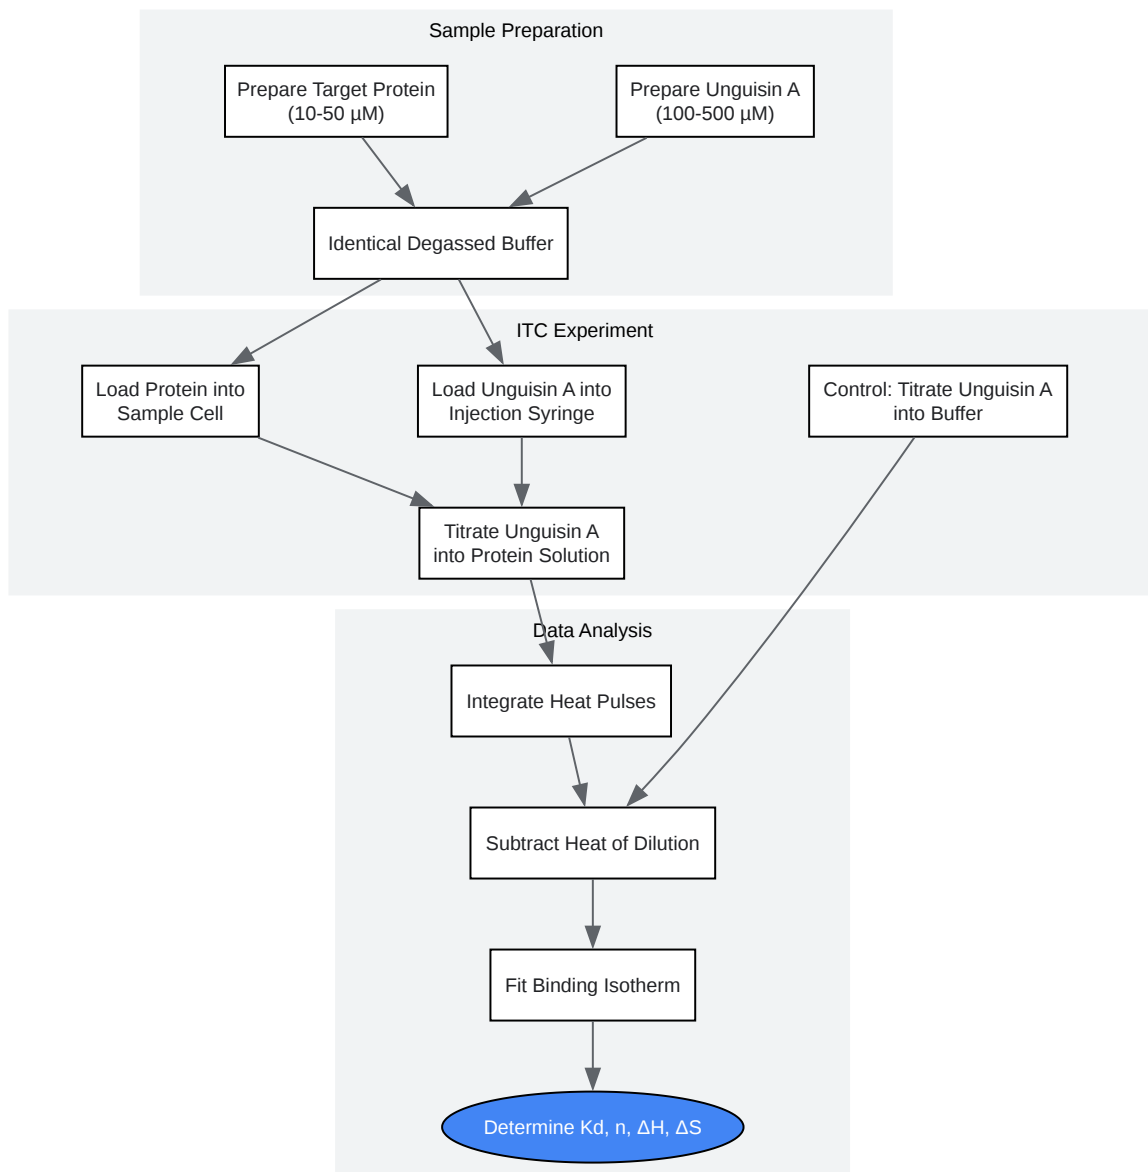 Sample Preparation
Prepare Target Protein
(10-50 µM)
Prepare Unguisin A
(100-500 µM)
Identical Degassed Buffer
ITC Experiment
Load Protein into
Sample Cell
Load Unguisin A into
Injection Syringe
Control: Titrate Unguisin A
into Buffer
Titrate Unguisin A
into Protein Solution
Data Analysis
Integrate Heat Pulses
Subtract Heat of Dilution
Fit Binding Isotherm
Determine Kd, n, ΔH, ΔS